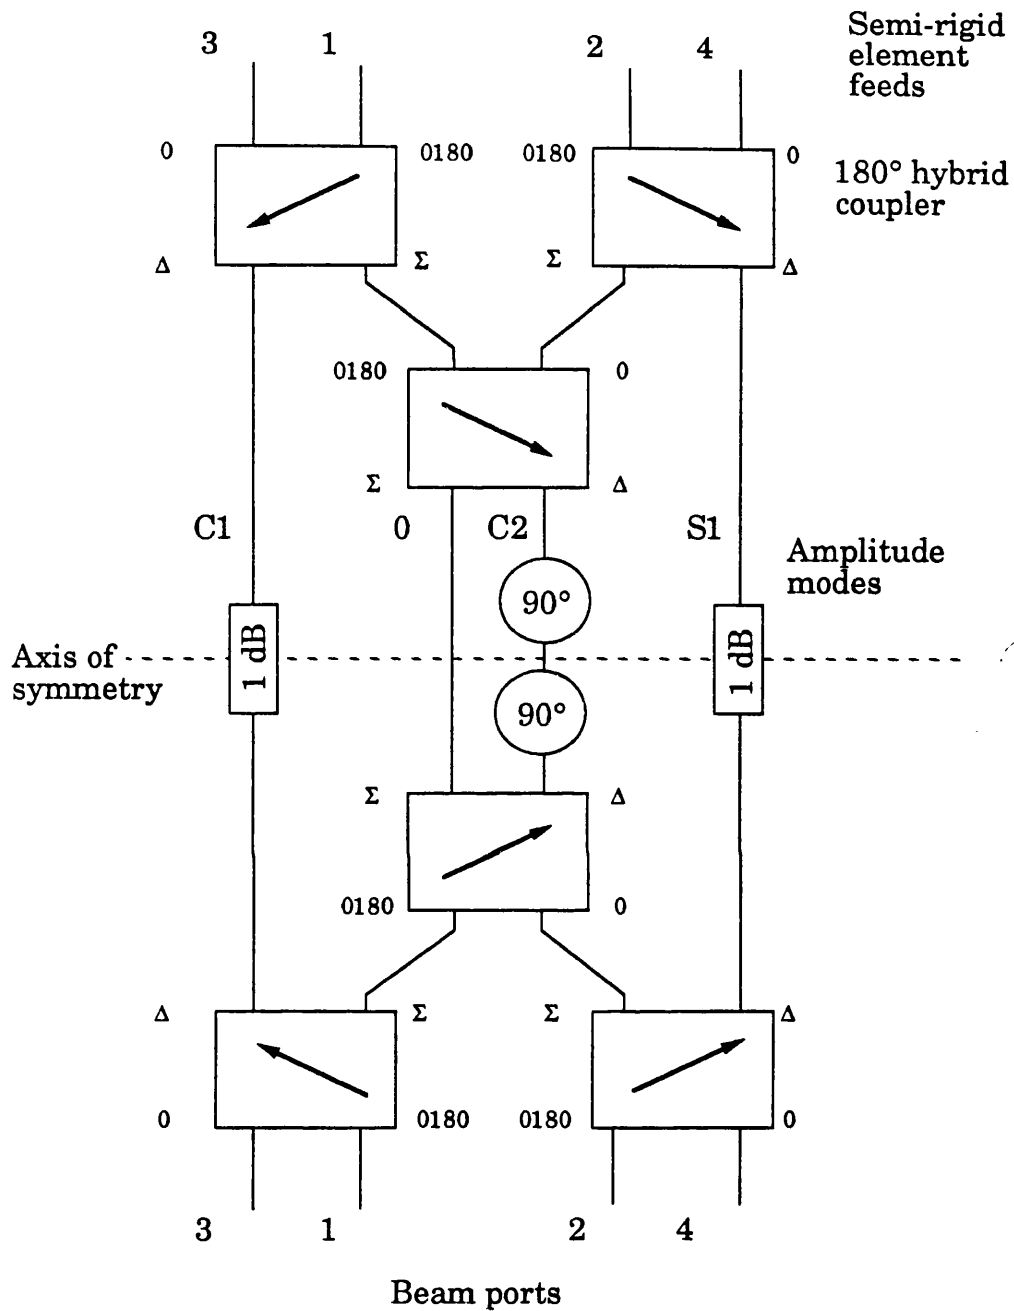 3 1 2 4
Semi-rigid
element
feeds
0 0180 0180 0
180° hybrid
coupler
Δ Σ Σ Δ
0180 0
Σ Δ
C1 0 C2 S1
Amplitude
modes
90°
1 dB 1 dB
Axis of
symmetry
90°
Σ Δ
0180 0
Δ Σ Σ Δ
0 0180 0180 0
3 1 2 4
Beam ports